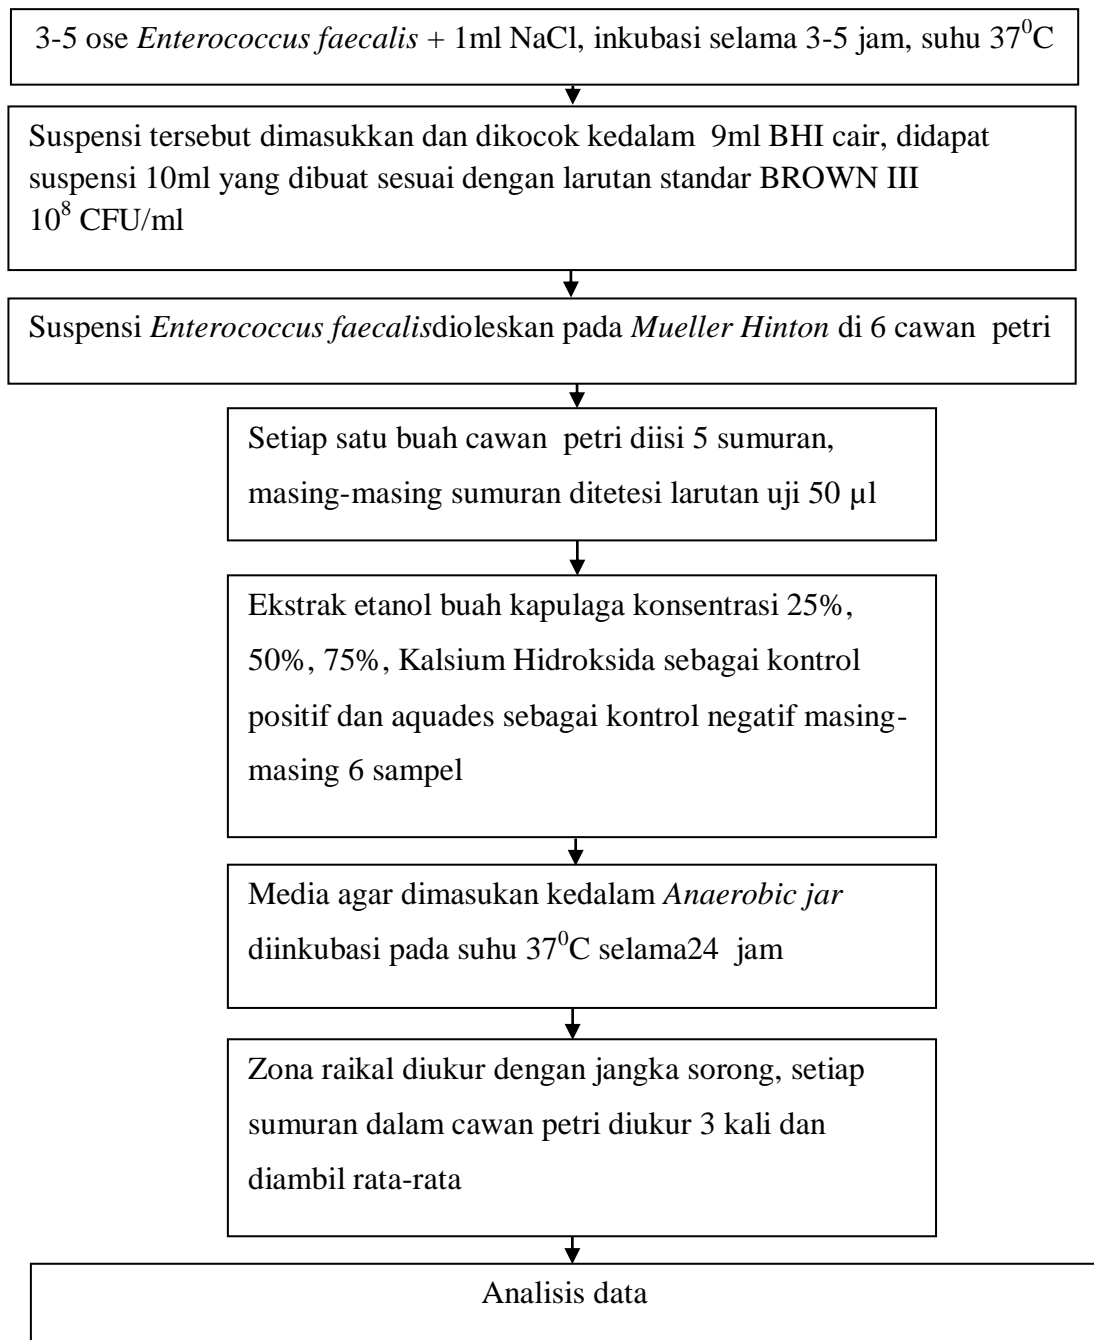 3-5 ose Enterococcus faecalis + 1ml NaCl, inkubasi selama 3-5 jam, suhu 37⁰C
Suspensi tersebut dimasukkan dan dikocok kedalam 9ml BHI cair, didapat
suspensi 10ml yang dibuat sesuai dengan larutan standar BROWN III
10⁸ CFU/ml
Suspensi Enterococcus faecalisdioleskan pada Mueller Hinton di 6 cawan petri
Setiap satu buah cawan petri diisi 5 sumuran,
masing-masing sumuran ditetesi larutan uji 50 µl
Ekstrak etanol buah kapulaga konsentrasi 25%,
50%, 75%, Kalsium Hidroksida sebagai kontrol
positif dan aquades sebagai kontrol negatif masing-
masing 6 sampel
Media agar dimasukan kedalam Anaerobic jar
diinkubasi pada suhu 37⁰C selama24 jam
Zona raikal diukur dengan jangka sorong, setiap
sumuran dalam cawan petri diukur 3 kali dan
diambil rata-rata
Analisis data